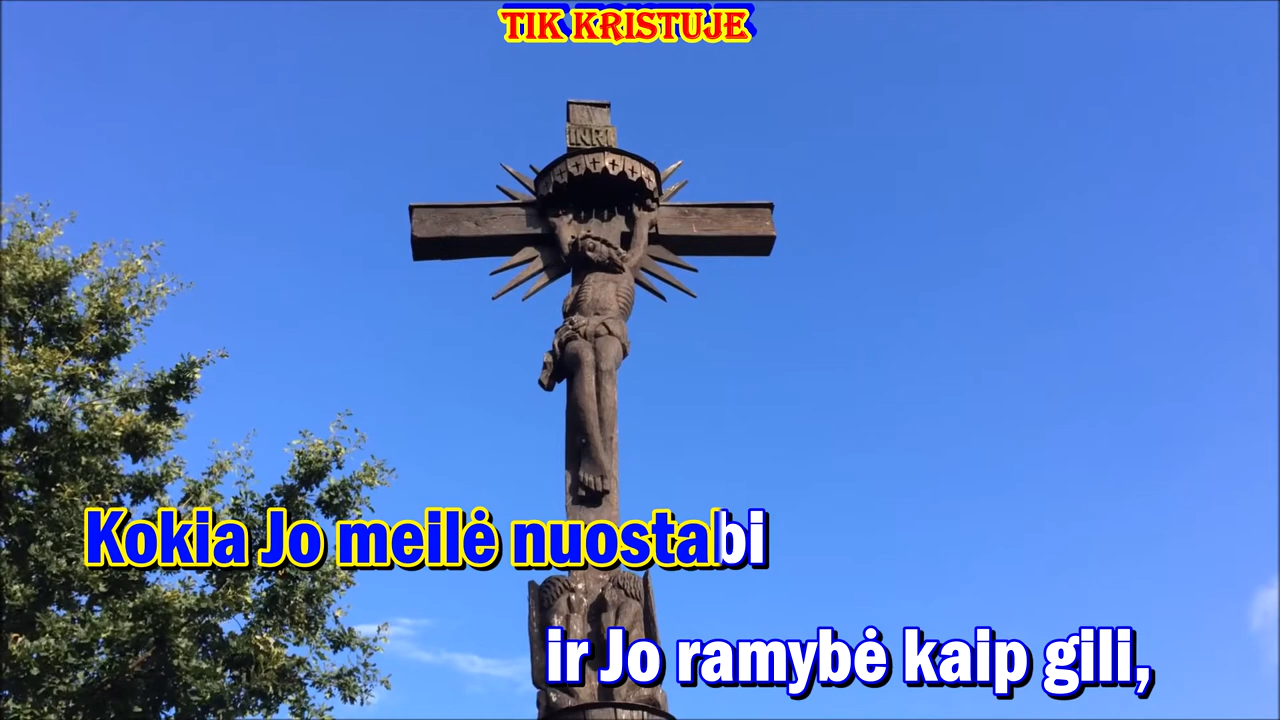 TIK KRISTUJE
INRI
Kokia Jo meilė nuostabi
ir Jo ramybė kaip gili,